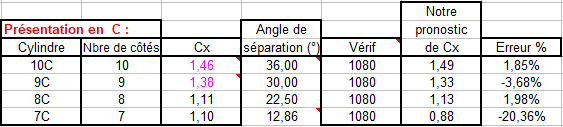 Notre
Présentation en C : Angle de pronostic
Cylindre Nbre de côtés Cx séparation (°) Vérif de Cx Erreur %
10C 10 1,46 36,00 1080 1,49 1,85%
9C 9 1,38 30,00 1080 1,33 -3,68%
8C 8 1,11 22,50 1080 1,13 1,98%
7C 7 1,10 12,86 1080 0,88 -20,36%